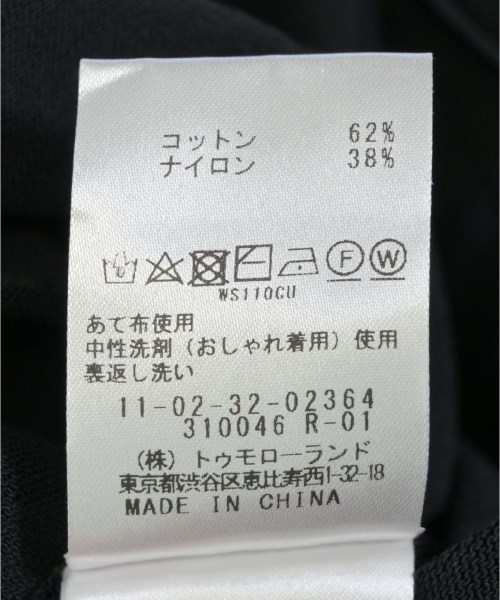 コットン 62%
ナイロン 38%
F W
WS110CU
あて布使用
中性洗剤(おしゃれ着用)使用
裏返し洗い
11-02-32-02364
310046 R-01
(株)トゥモローランド
東京都渋谷区恵比寿西1-32-18
MADE IN CHINA